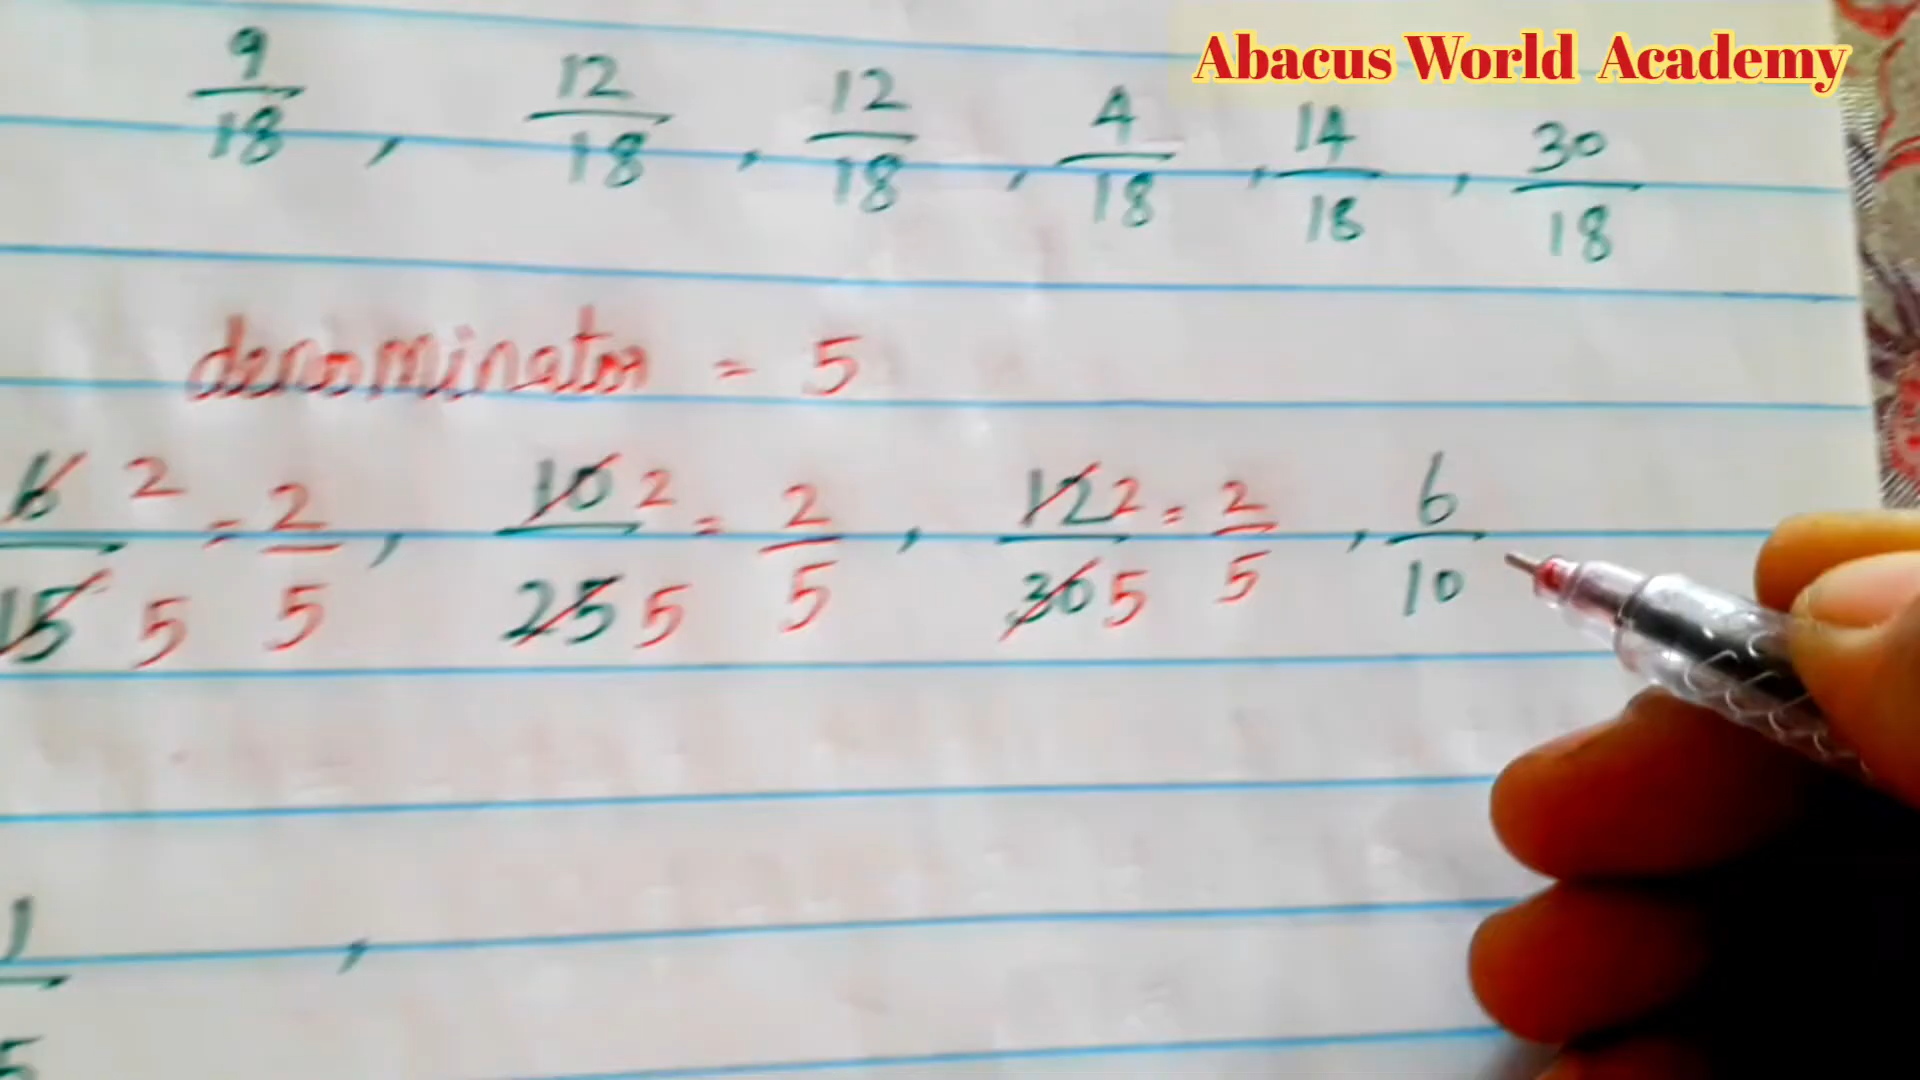 Abacus World Academy
9/18 , 12/18 , 12/18 , 4/18 , 14/18 , 30/18
denominator = 5
6/15 2/5 = 2/5 , 10/25 2/5 = 2/5 , 12/30 2/5 = 2/5 , 6/10
1/5 ,